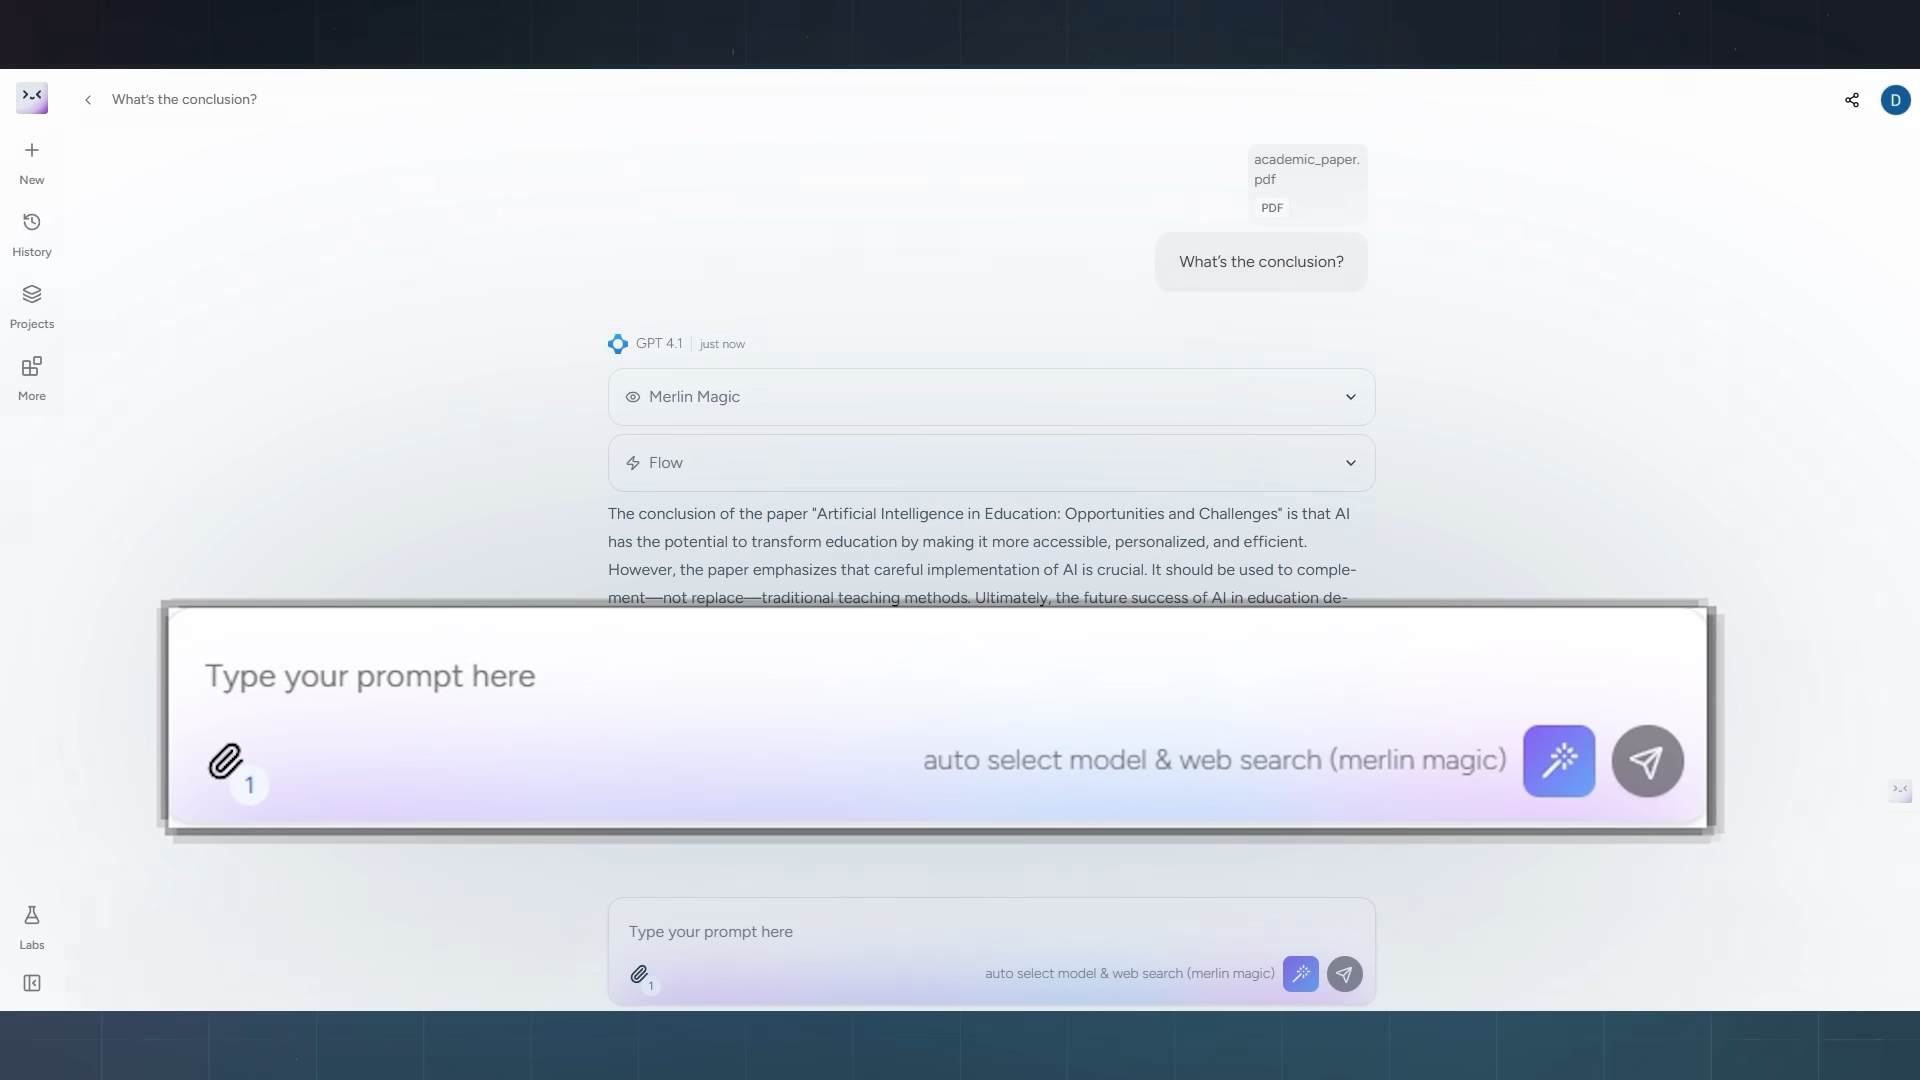 What's the conclusion?
D
New
History
Projects
More
academic_paper.
pdf
PDF
What's the conclusion?
GPT 4.1 just now
Merlin Magic
Flow
The conclusion of the paper "Artificial Intelligence in Education: Opportunities and Challenges" is that AI
has the potential to transform education by making it more accessible, personalized, and efficient.
However, the paper emphasizes that careful implementation of AI is crucial. It should be used to comple-
ment—not replace—traditional teaching methods. Ultimately, the future success of AI in education de-
Type your prompt here
1
auto select model & web search (merlin magic)
Labs
Type your prompt here
1
auto select model & web search (merlin magic)